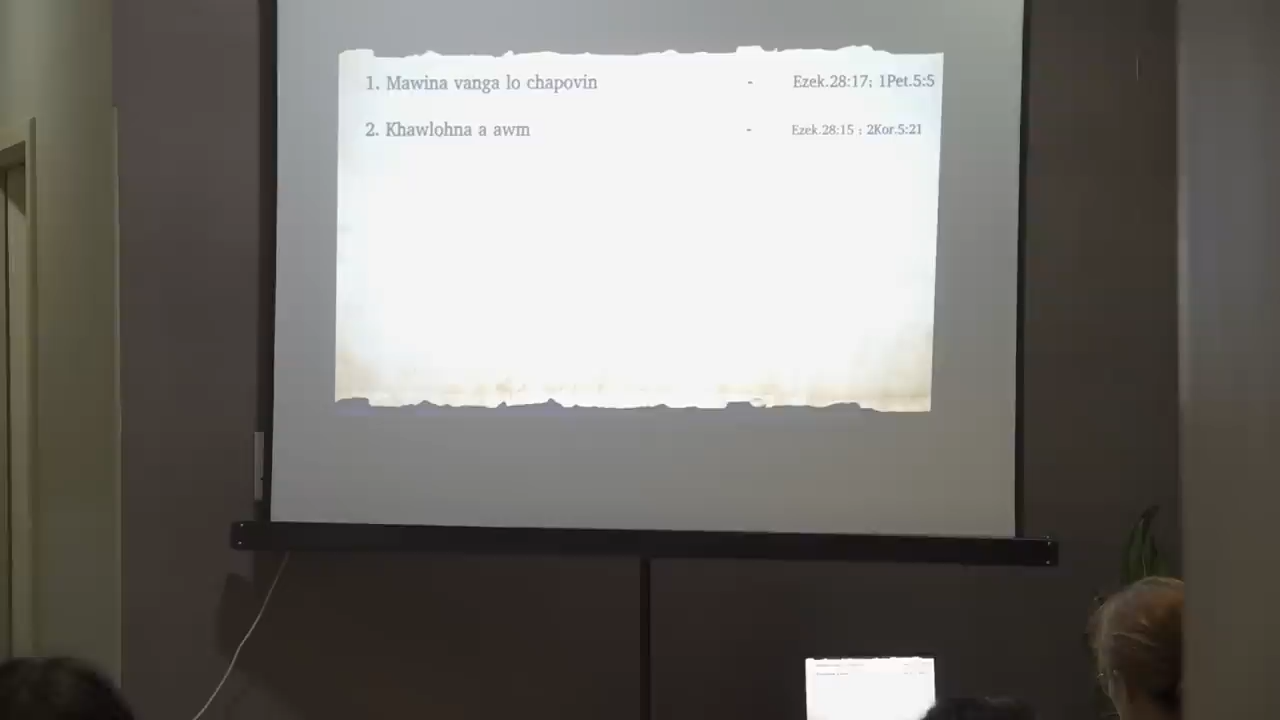 1. Mawina vanga lo chapovin - Ezek.28:17; 1Pet.5:5
2. Khawlohna a awm - Ezek.28:15 ; 2Kor.5:21